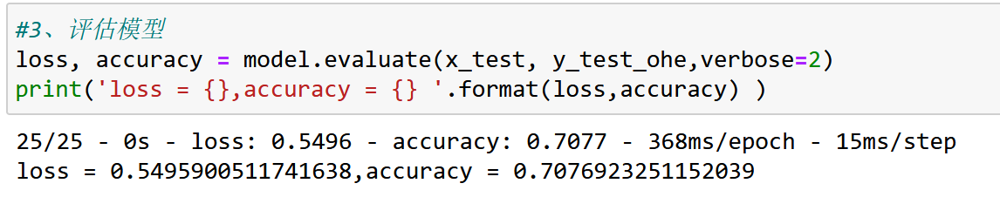 #3、评估模型
loss, accuracy = model.evaluate(x_test, y_test_ohe,verbose=2)
print('loss = {},accuracy = {} '.format(loss,accuracy) )
25/25 - 0s - loss: 0.5496 - accuracy: 0.7077 - 368ms/epoch - 15ms/step
loss = 0.5495900511741638,accuracy = 0.7076923251152039